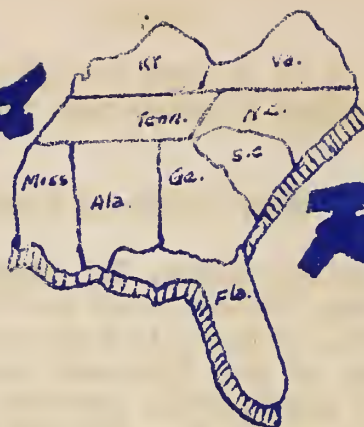 KY Va.
Tenn. N.C.
Miss Ala. Ga. S.C
Fla.